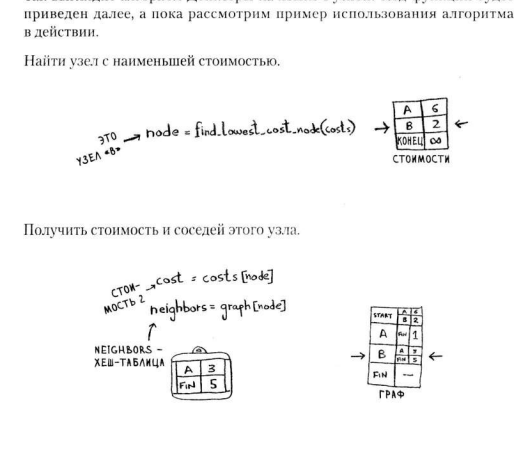 приведен далее, а пока рассмотрим пример использования алгоритма
в действии.
Найти узел с наименьшей стоимостью.
ЭТО
УЗЕЛ «B»
node = find_lowest_cost_node(costs)
A 6
B 2
КОНЕЦ ∞
СТОИМОСТИ
Получить стоимость и соседей этого узла.
СТОИ-
МОСТЬ 2
cost = costs[node]
neighbors = graph[node]
NEIGHBORS -
ХЕШ-ТАБЛИЦА
A 3
FIN 5
START A 6
B 2
A FIN 1
B A 3
FIN 5
FIN —
ГРАФ